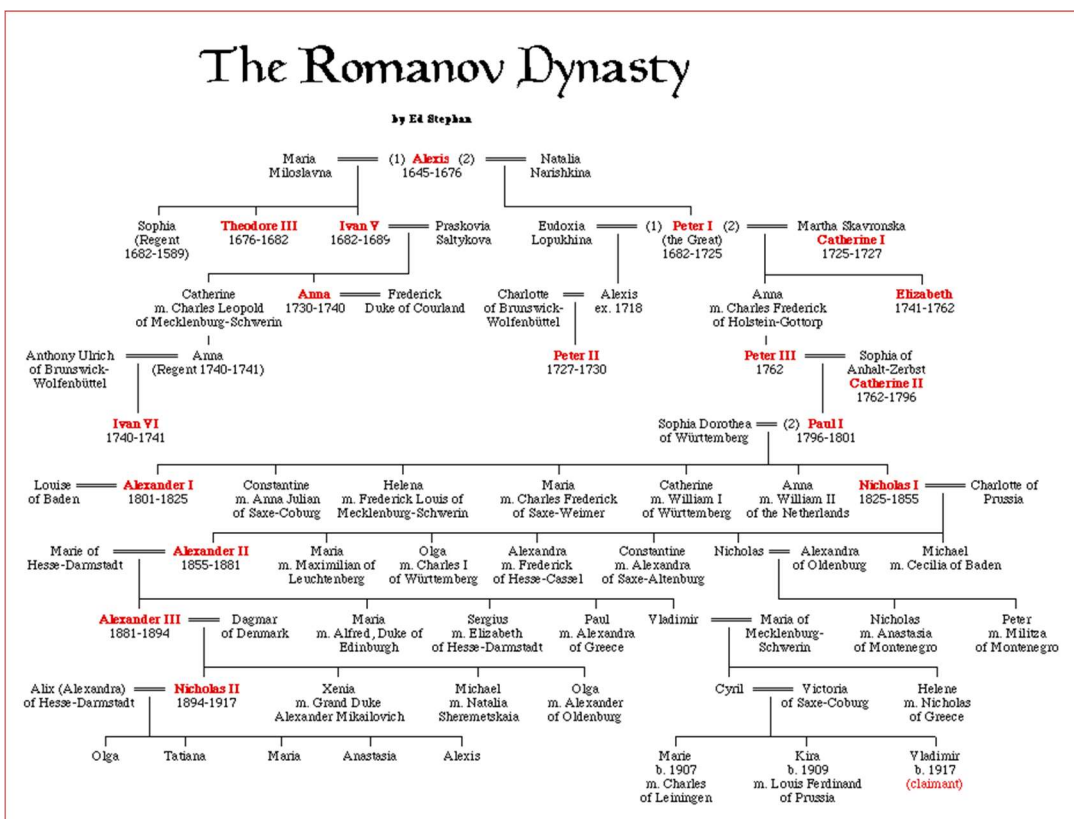 The Romanov Dynasty
by Ed Stephan
Maria (1) Alexis (2) Natalia
Miloslavna 1645-1676 Narishkina
Sophia Theodore III Ivan V Praskovia Eudoxia (1) Peter I (2) Martha Skavronska
(Regent 1676-1682 1682-1689 Saltykova Lopukhina (the Great) Catherine I
1682-1589) 1682-1725 1725-1727
Catherine Anna Frederick Charlotte Alexis Anna Elizabeth
m. Charles Leopold 1730-1740 Duke of Courland of Brunswick- ex. 1718 m. Charles Frederick 1741-1762
of Mecklenburg-Schwerin Wolfenbüttel of Holstein-Gottorp
Anthony Ulrich Anna Peter II Peter III Sophia of
of Brunswick- (Regent 1740-1741) 1727-1730 1762 Anhalt-Zerbst
Wolfenbüttel Catherine II
1762-1796
Ivan VI Sophia Dorothea (2) Paul I
1740-1741 of Württemberg 1796-1801
Louise Alexander I Constantine Helena Maria Catherine Anna Nicholas I Charlotte of
of Baden 1801-1825 m. Anna Julian m. Frederick Louis of m. Charles Frederick m. William I m. William II 1825-1855 Prussia
of Saxe-Coburg Mecklenburg-Schwerin of Saxe-Weimer of Württemberg of the Netherlands
Marie of Alexander II Maria Olga Alexandra Constantine Nicholas Alexandra Michael
Hesse-Darmstadt 1855-1881 m. Maximilian of m. Charles I m. Frederick m. Alexandra of Oldenburg m. Cecilia of Baden
Leuchtenberg of Württemberg of Hesse-Cassel of Saxe-Altenburg
Alexander III Dagmar Maria Sergius Paul Vladimir Maria of Nicholas Peter
1881-1894 of Denmark m. Alfred, Duke of m. Elizabeth m. Alexandra Mecklenburg- m. Anastasia m. Militza
Edinburgh of Hesse-Darmstadt of Greece Schwerin of Montenegro of Montenegro
Alix (Alexandra) Nicholas II Xenia Michael Olga Cyril Victoria Helene
of Hesse-Darmstadt 1894-1917 m. Grand Duke m. Natalia m. Alexander of Saxe-Coburg m. Nicholas
Alexander Mikailovich Sheremetskaia of Oldenburg of Greece
Olga Tatiana Maria Anastasia Alexis Marie Kira Vladimir
b. 1907 b. 1909 b. 1917
m. Charles m. Louis Ferdinand (claimant)
of Leiningen of Prussia